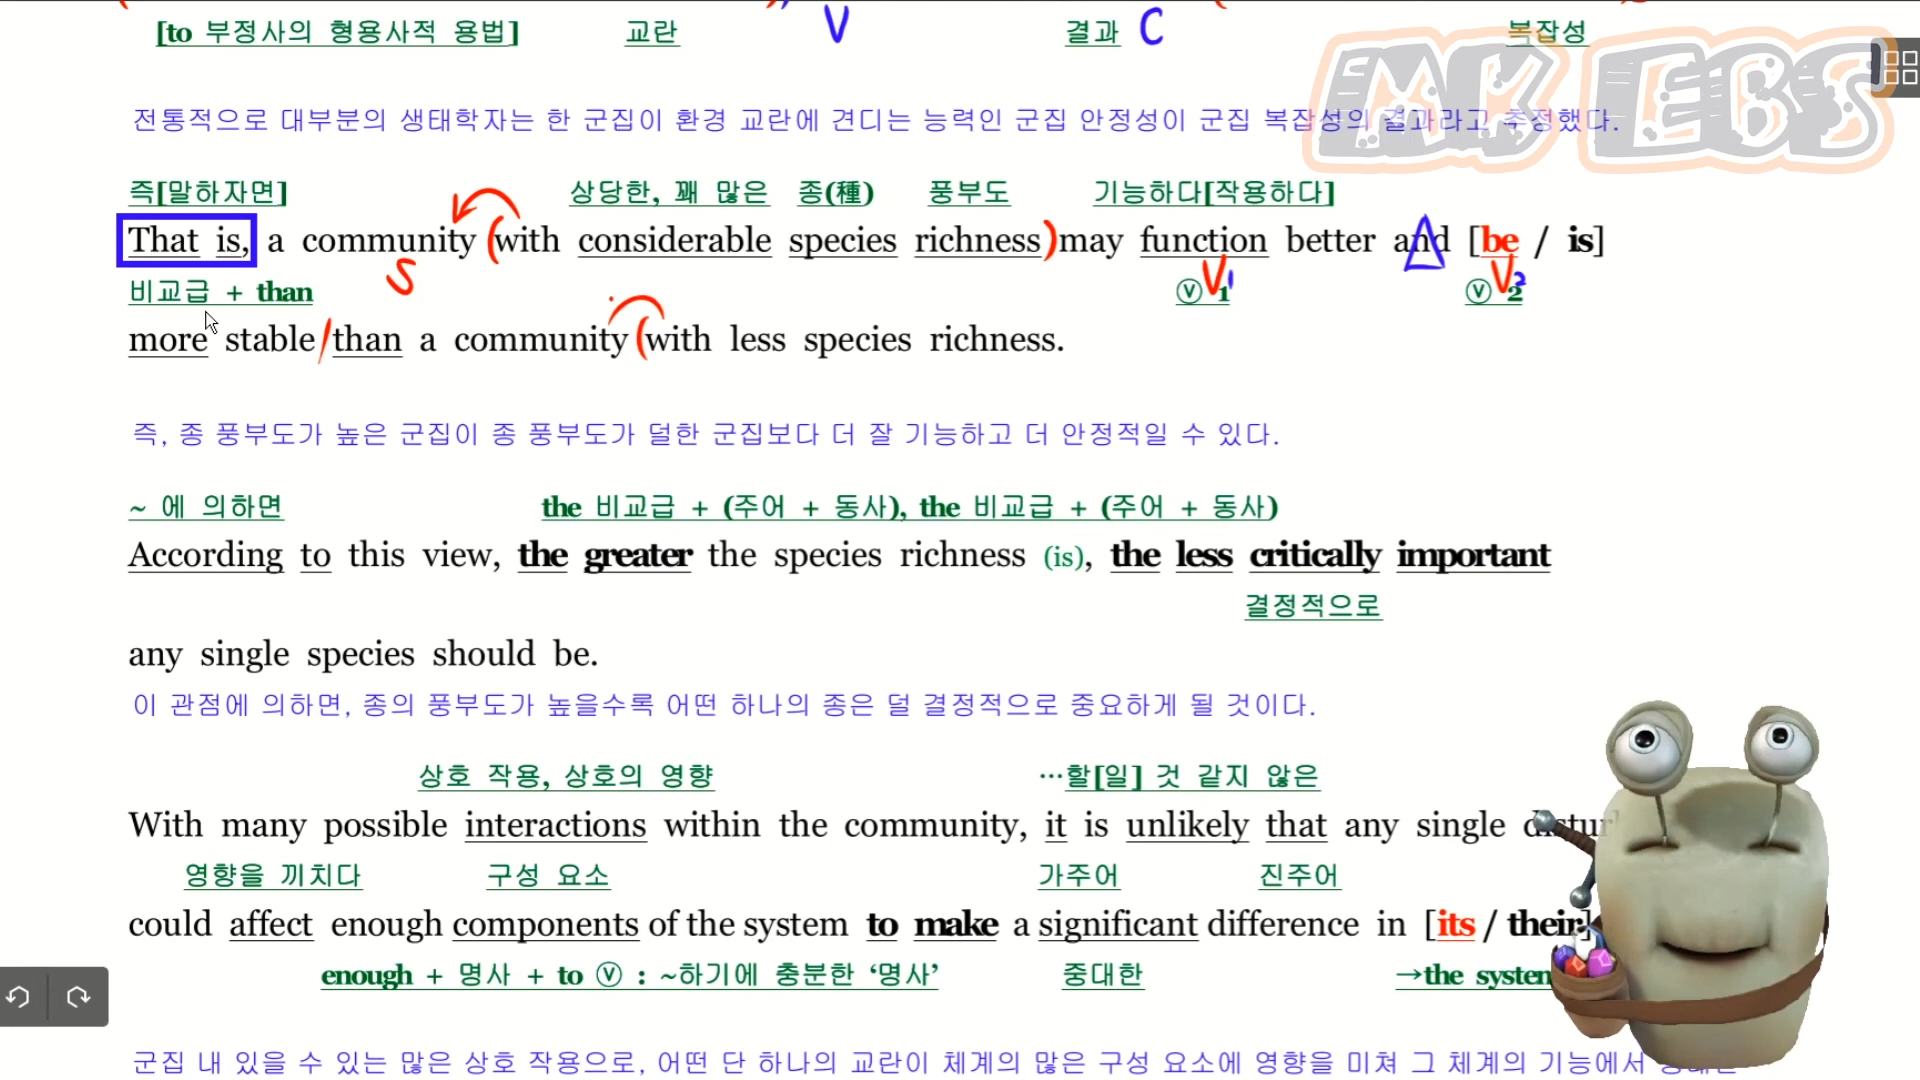 [to 부정사의 형용사적 용법] 교란 V 결과 C 복잡성
전통적으로 대부분의 생태학자는 한 군집이 환경 교란에 견디는 능력인 군집 안정성이 군집 복잡성의 결과라고 추정했다.
MK EBS
즉[말하자면] 상당한, 꽤 많은 종(種) 풍부도 기능하다[작용하다]
That is, a community (with considerable species richness) may function better and [be / is]
비교급 + than S ⓥ1 V1 ⓥ2 V2
more stable / than a community (with less species richness.
즉, 종 풍부도가 높은 군집이 종 풍부도가 덜한 군집보다 더 잘 기능하고 더 안정적일 수 있다.
~ 에 의하면 the 비교급 + (주어 + 동사), the 비교급 + (주어 + 동사)
According to this view, the greater the species richness (is), the less critically important
결정적으로
any single species should be.
이 관점에 의하면, 종의 풍부도가 높을수록 어떤 하나의 종은 덜 결정적으로 중요하게 될 것이다.
상호 작용, 상호의 영향 …할[일] 것 같지 않은
With many possible interactions within the community, it is unlikely that any single
영향을 끼치다 구성 요소 가주어 진주어
could affect enough components of the system to make a significant difference in [its / their]
enough + 명사 + to ⓥ : ~하기에 충분한 ‘명사’ 중대한 →the system
군집 내 있을 수 있는 많은 상호 작용으로, 어떤 단 하나의 교란이 체계의 많은 구성 요소에 영향을 미쳐 그 체계의 기능에서